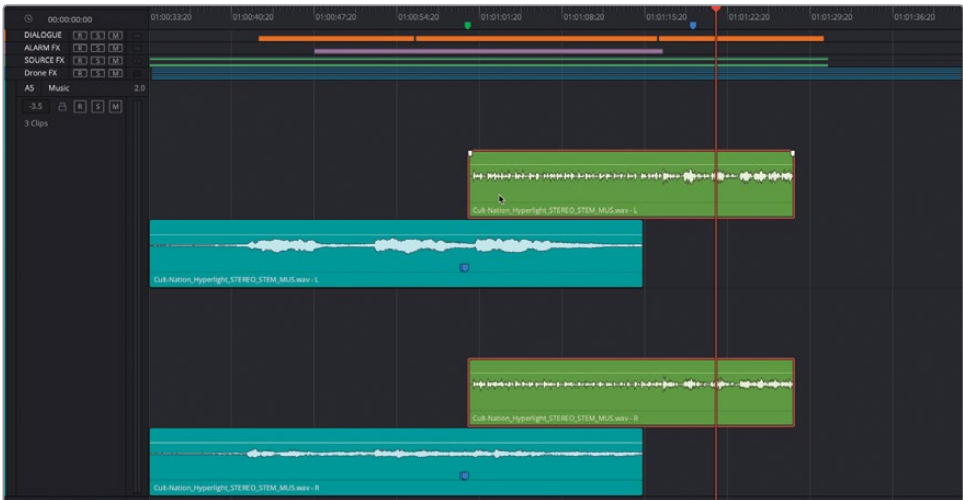 00:00:00:00 01:00:33:20 01:00:40:20 01:00:47:20 01:00:54:20 01:01:01:20 01:01:08:20 01:01:15:20 01:01:22:20 01:01:29:20 01:01:36:20
DIALOGUE R S M
ALARM FX R S M
SOURCE FX R S M
Drone FX R S M
A5 Music 2.0
-3.5 R S M
3 Clips
Cult-Nation_Hyperlight_STEREO_STEM_MUS.wav - L
Cult-Nation_Hyperlight_STEREO_STEM_MUS.wav - L
Cult-Nation_Hyperlight_STEREO_STEM_MUS.wav - R
Cult-Nation_Hyperlight_STEREO_STEM_MUS.wav - R